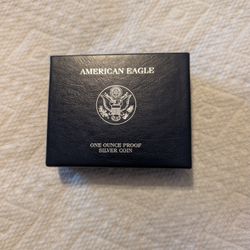 AMERICAN EAGLE
ONE OUNCE PROOF
SILVER COIN